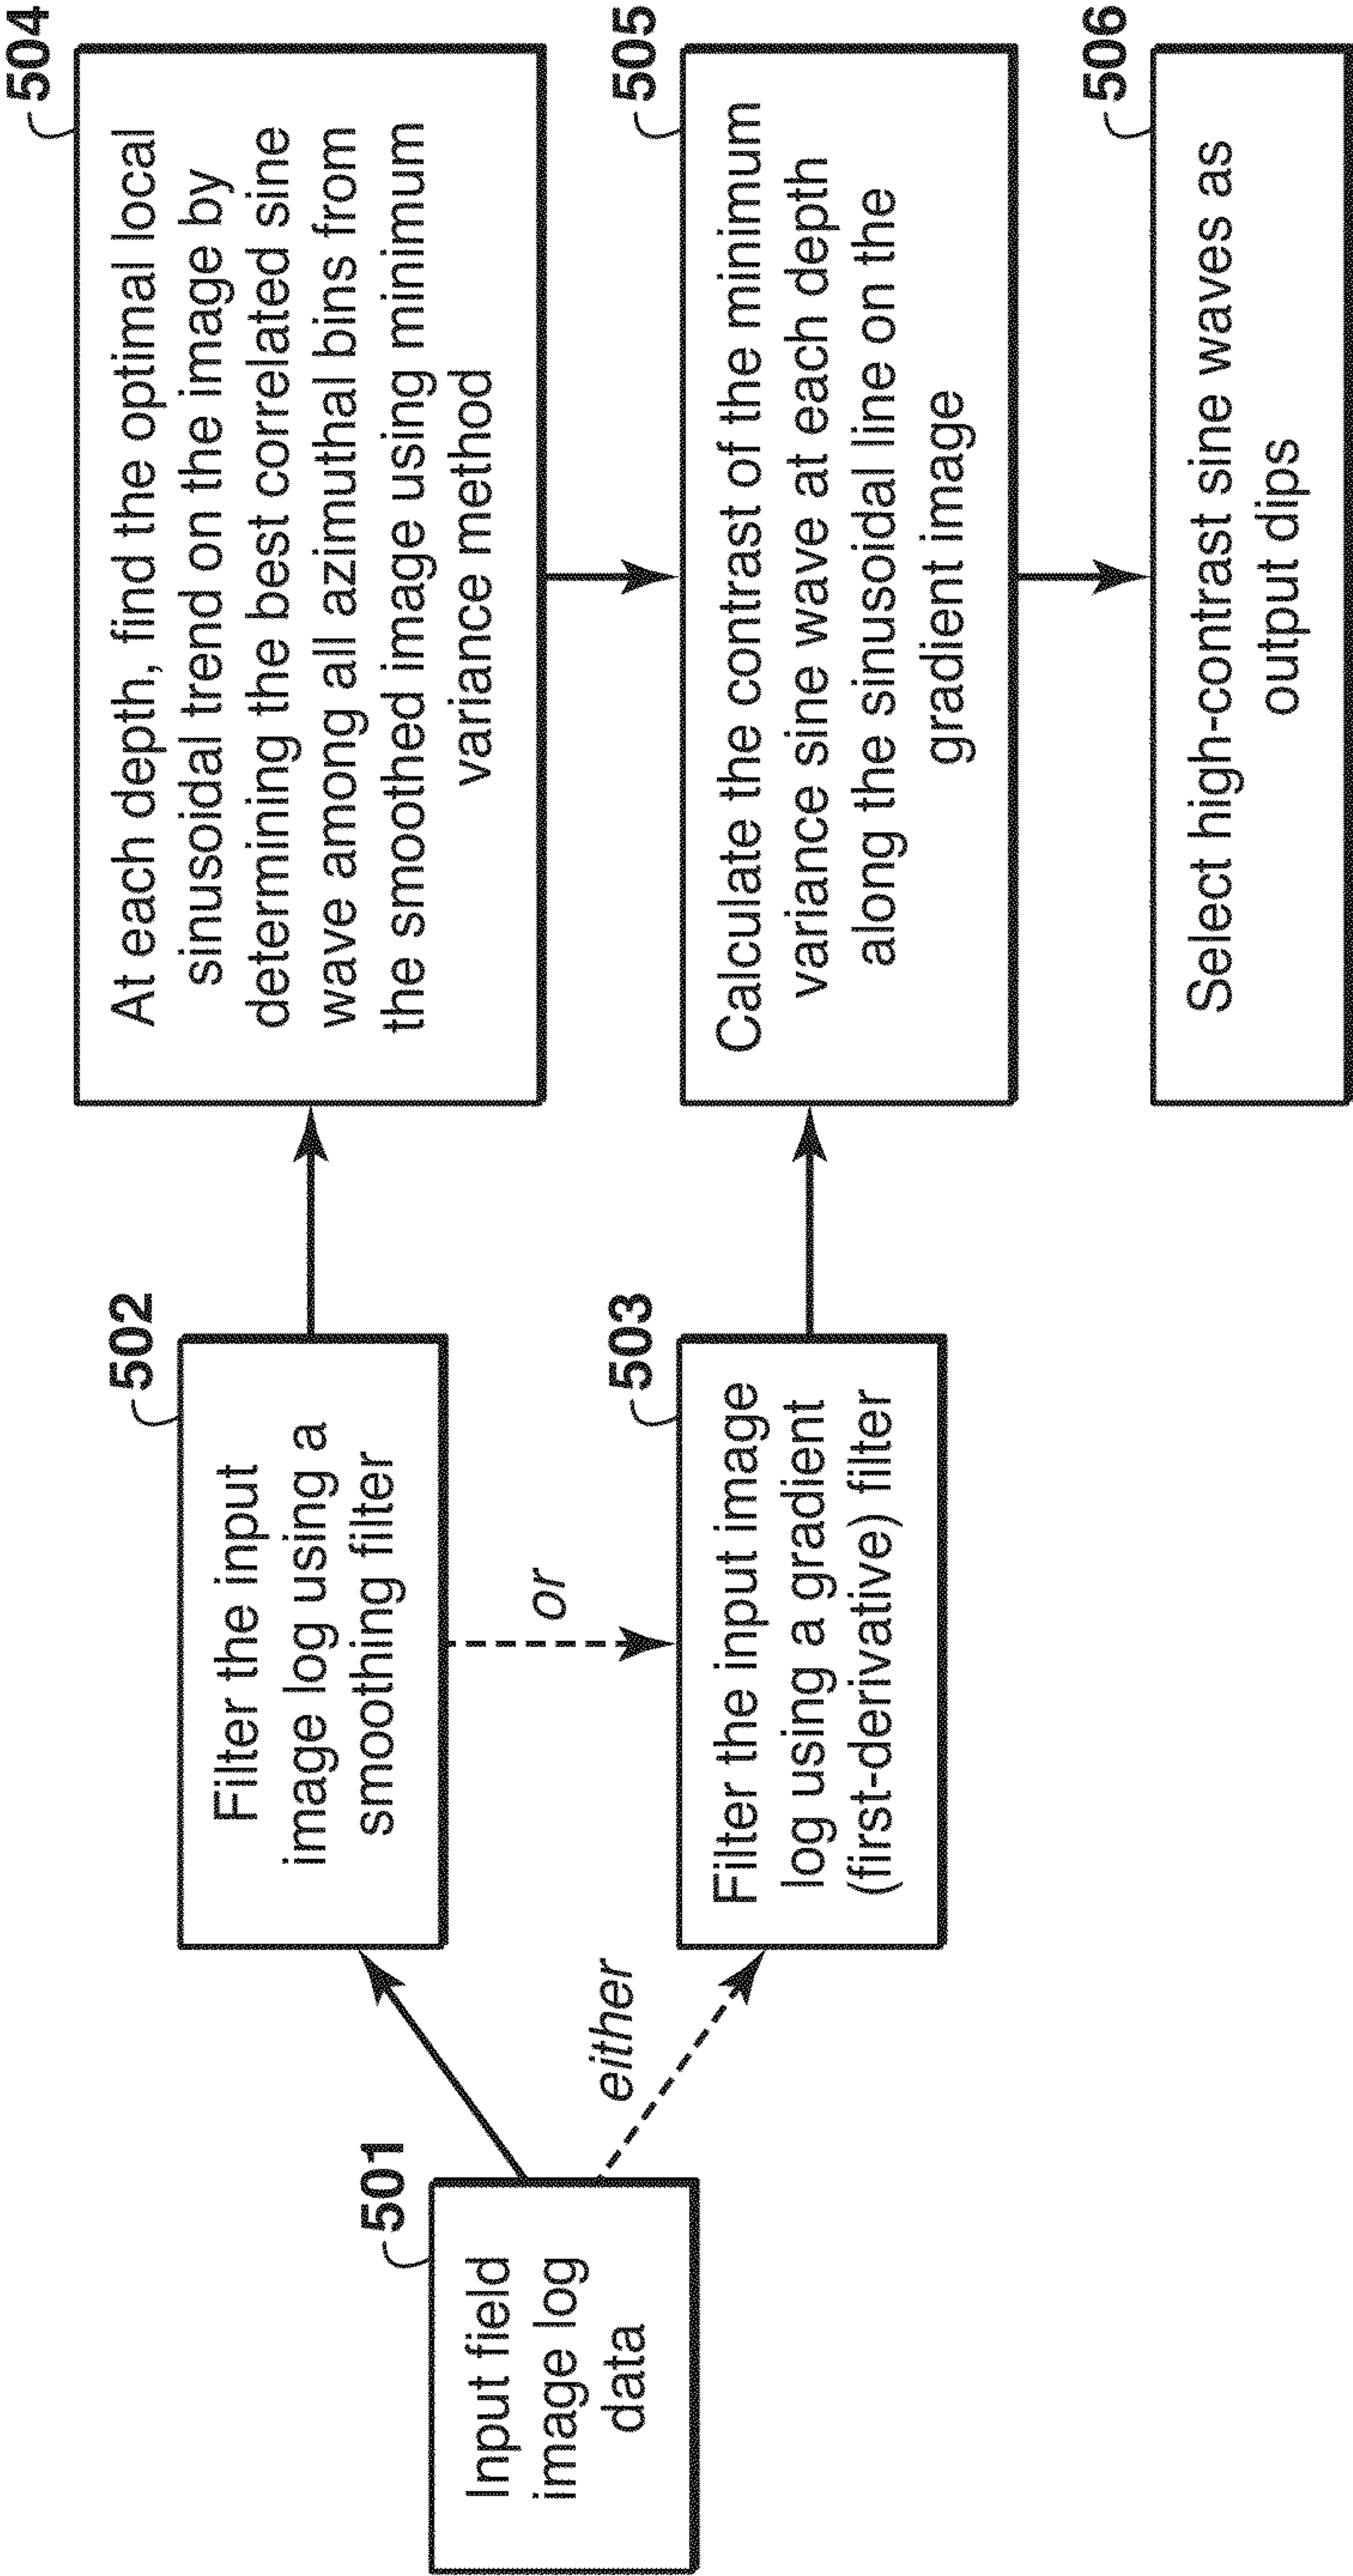 501
Input field
image log
data
either
502
Filter the input
image log using a
smoothing filter
or
503
Filter the input image
log using a gradient
(first-derivative) filter
504
At each depth, find the optimal local
sinusoidal trend on the image by
determining the best correlated sine
wave among all azimuthal bins from
the smoothed image using minimum
variance method
505
Calculate the contrast of the minimum
variance sine wave at each depth
along the sinusoidal line on the
gradient image
506
Select high-contrast sine waves as
output dips